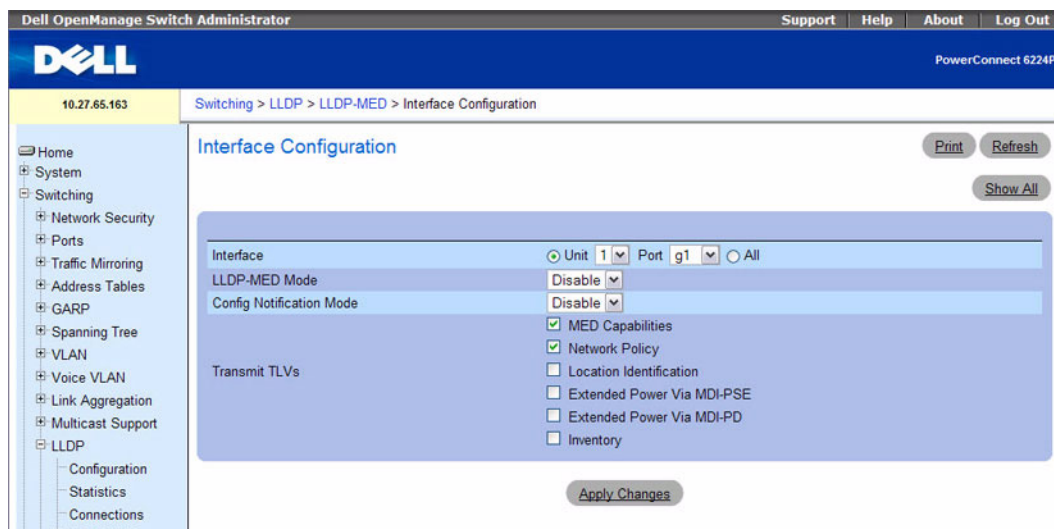 Dell OpenManage Switch Administrator Support Help About Log Out
DELL
PowerConnect 6224P
10.27.65.163
Switching > LLDP > LLDP-MED > Interface Configuration
Home
System
Switching
Network Security
Ports
Traffic Mirroring
Address Tables
GARP
Spanning Tree
VLAN
Voice VLAN
Link Aggregation
Multicast Support
LLDP
Configuration
Statistics
Connections
Interface Configuration
Print Refresh
Show All
Interface Unit 1 Port g1 All
LLDP-MED Mode Disable
Config Notification Mode Disable
Transmit TLVs
MED Capabilities
Network Policy
Location Identification
Extended Power Via MDI-PSE
Extended Power Via MDI-PD
Inventory
Apply Changes